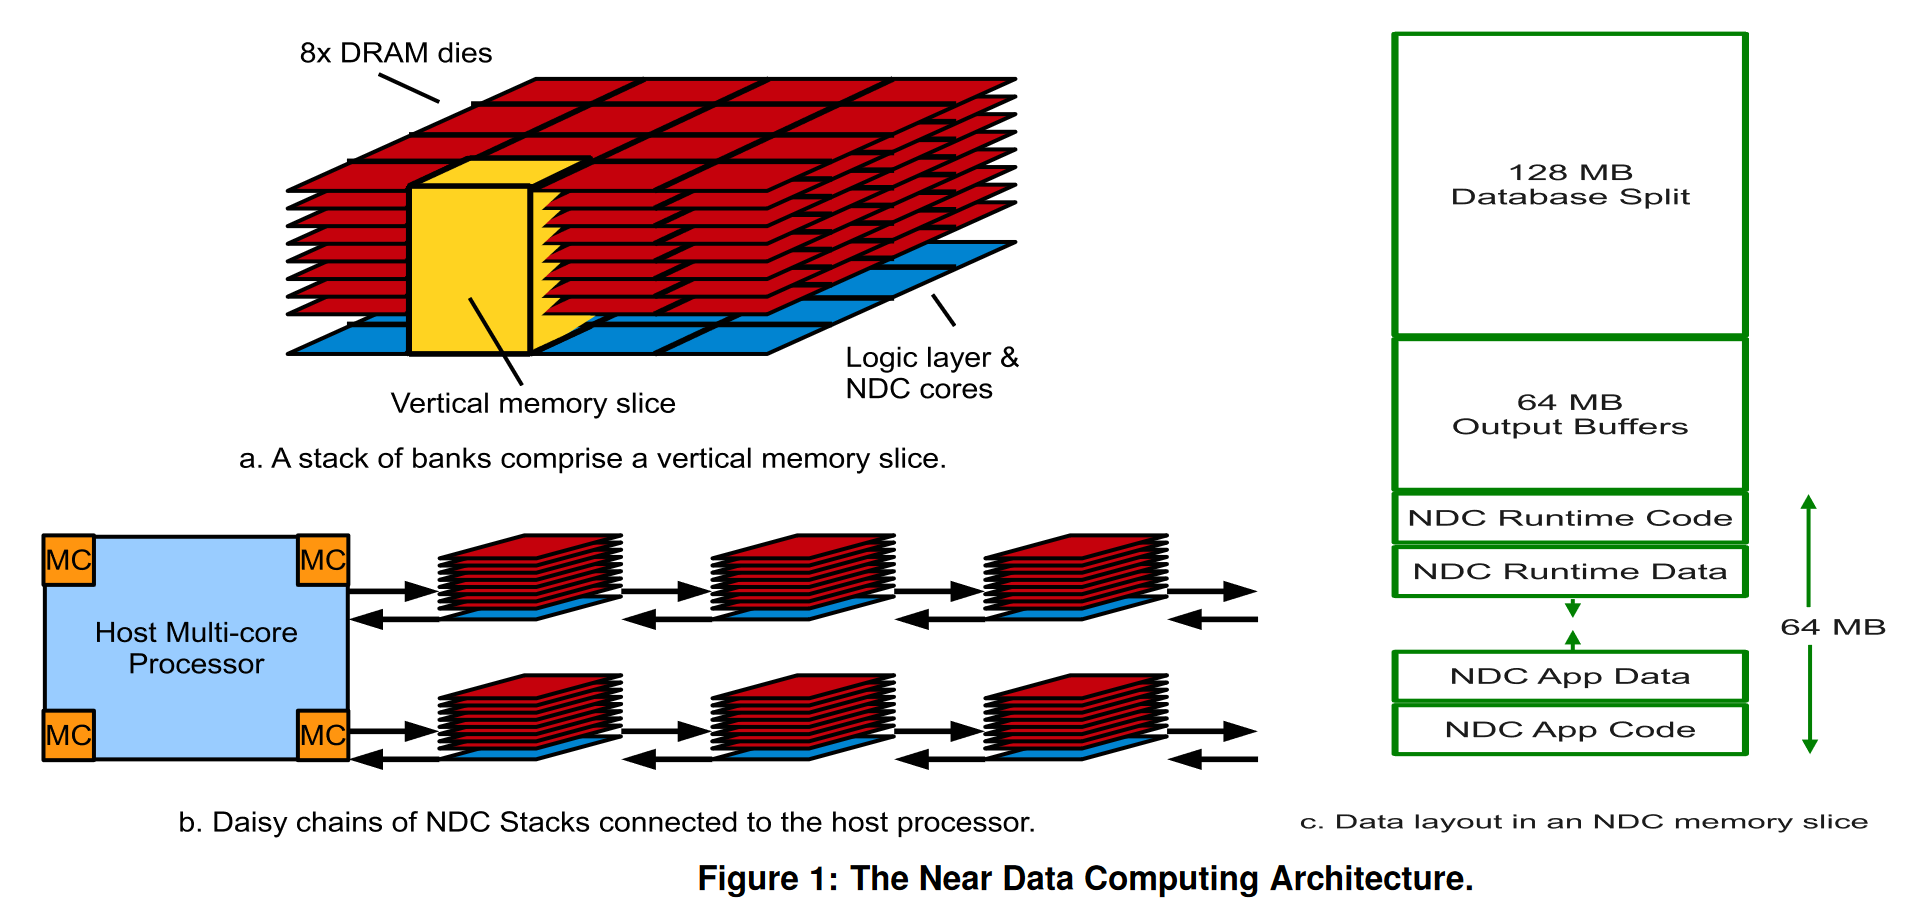 8x DRAM dies
Logic layer &
NDC cores
Vertical memory slice
a. A stack of banks comprise a vertical memory slice.
MC
MC
Host Multi-core
Processor
MC
MC
b. Daisy chains of NDC Stacks connected to the host processor.
128 MB
Database Split
64 MB
Output Buffers
NDC Runtime Code
NDC Runtime Data
64 MB
NDC App Data
NDC App Code
c. Data layout in an NDC memory slice
Figure 1: The Near Data Computing Architecture.